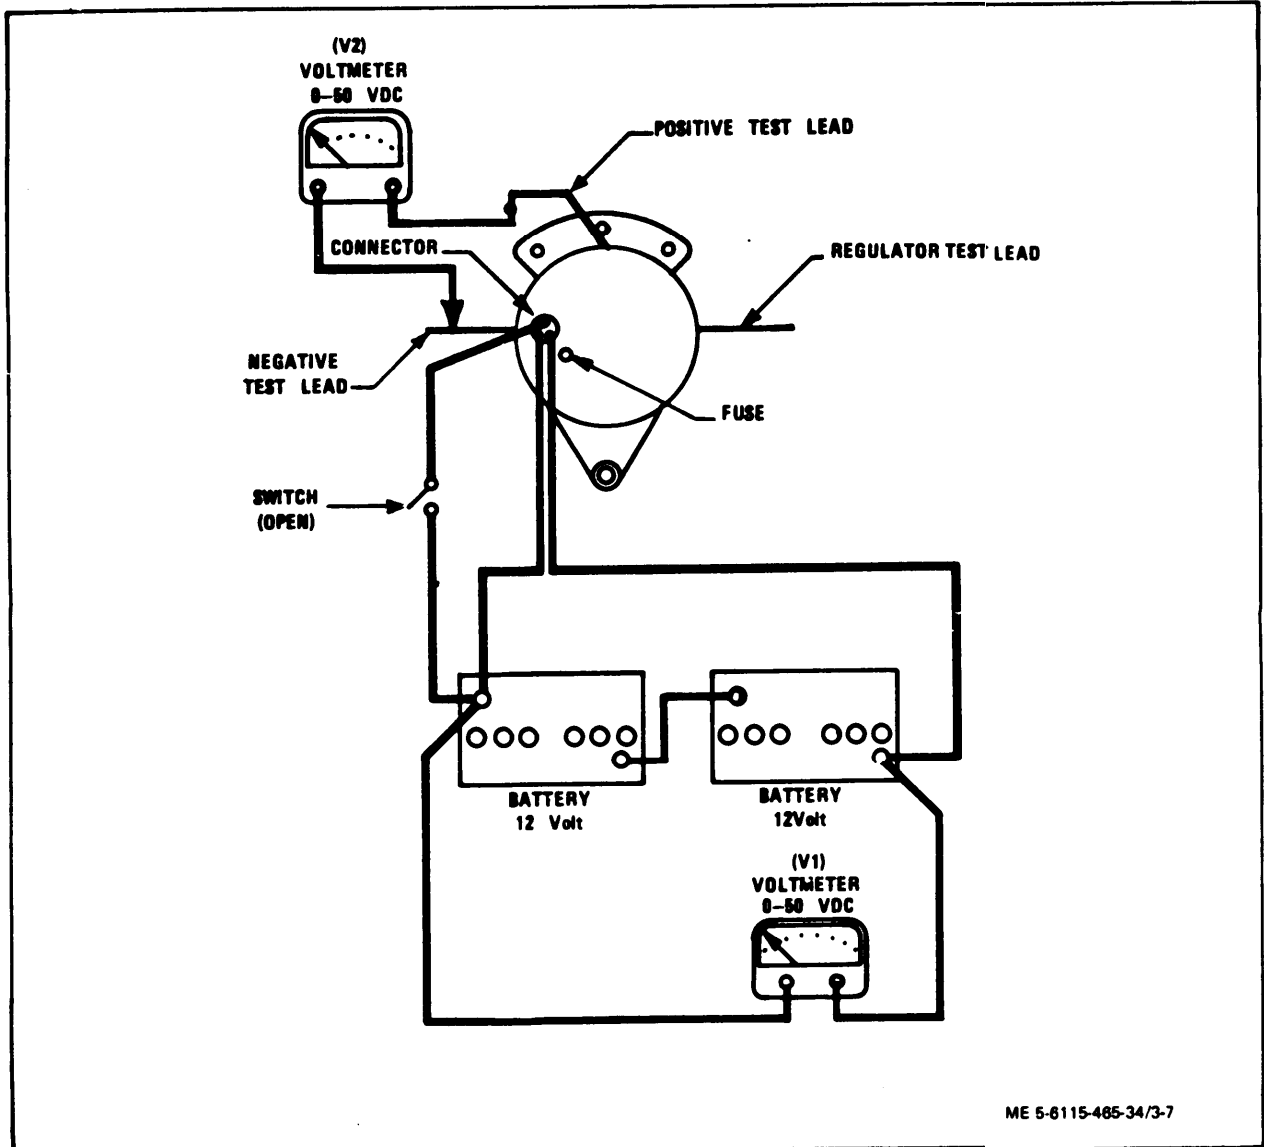 (V2)
VOLTMETER
0-50 VDC
POSITIVE TEST LEAD
CONNECTOR
REGULATOR TEST LEAD
NEGATIVE
TEST LEAD
FUSE
SWITCH
(OPEN)
BATTERY
12 Volt
BATTERY
12Volt
(V1)
VOLTMETER
0-50 VDC
ME 5-6115-465-34/3-7